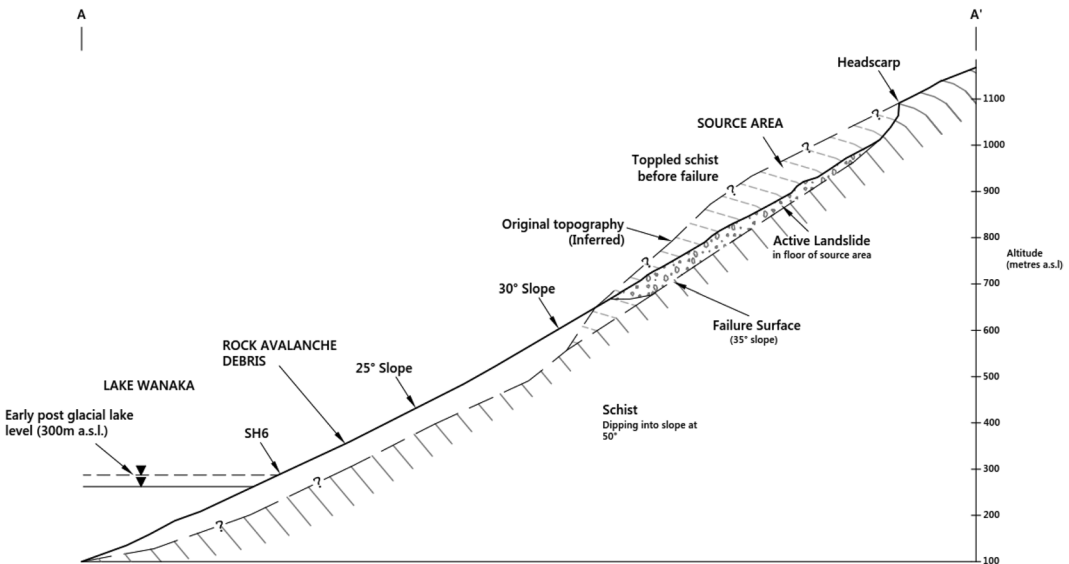 A
A'
Headscarp
1100
SOURCE AREA
?
1000
?
Toppled schist
before failure
900
?
Original topography
(Inferred)
800
Active Landslide
in floor of source area
Altitude
(metres a.s.l)
?
700
30° Slope
Failure Surface
(35° slope)
600
ROCK AVALANCHE
DEBRIS
25° Slope
500
LAKE WANAKA
Schist
Dipping into slope at
50°
Early post glacial lake
level (300m a.s.l.)
400
SH6
300
?
200
?
100